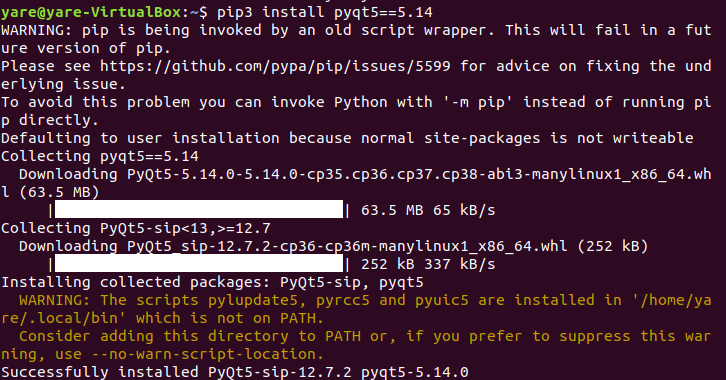 yare@yare-VirtualBox:~$ pip3 install pyqt5==5.14
WARNING: pip is being invoked by an old script wrapper. This will fail in a fut
ure version of pip.
Please see https://github.com/pypa/pip/issues/5599 for advice on fixing the und
erlying issue.
To avoid this problem you can invoke Python with '-m pip' instead of running pi
p directly.
Defaulting to user installation because normal site-packages is not writeable
Collecting pyqt5==5.14
  Downloading PyQt5-5.14.0-5.14.0-cp35.cp36.cp37.cp38-abi3-manylinux1_x86_64.wh
l (63.5 MB)
| | 63.5 MB 65 kB/s
Collecting PyQt5-sip<13,>=12.7
  Downloading PyQt5_sip-12.7.2-cp36-cp36m-manylinux1_x86_64.whl (252 kB)
| | 252 kB 337 kB/s
Installing collected packages: PyQt5-sip, pyqt5
  WARNING: The scripts pylupdate5, pyrcc5 and pyuic5 are installed in '/home/ya
re/.local/bin' which is not on PATH.
  Consider adding this directory to PATH or, if you prefer to suppress this war
ning, use --no-warn-script-location.
Successfully installed PyQt5-sip-12.7.2 pyqt5-5.14.0